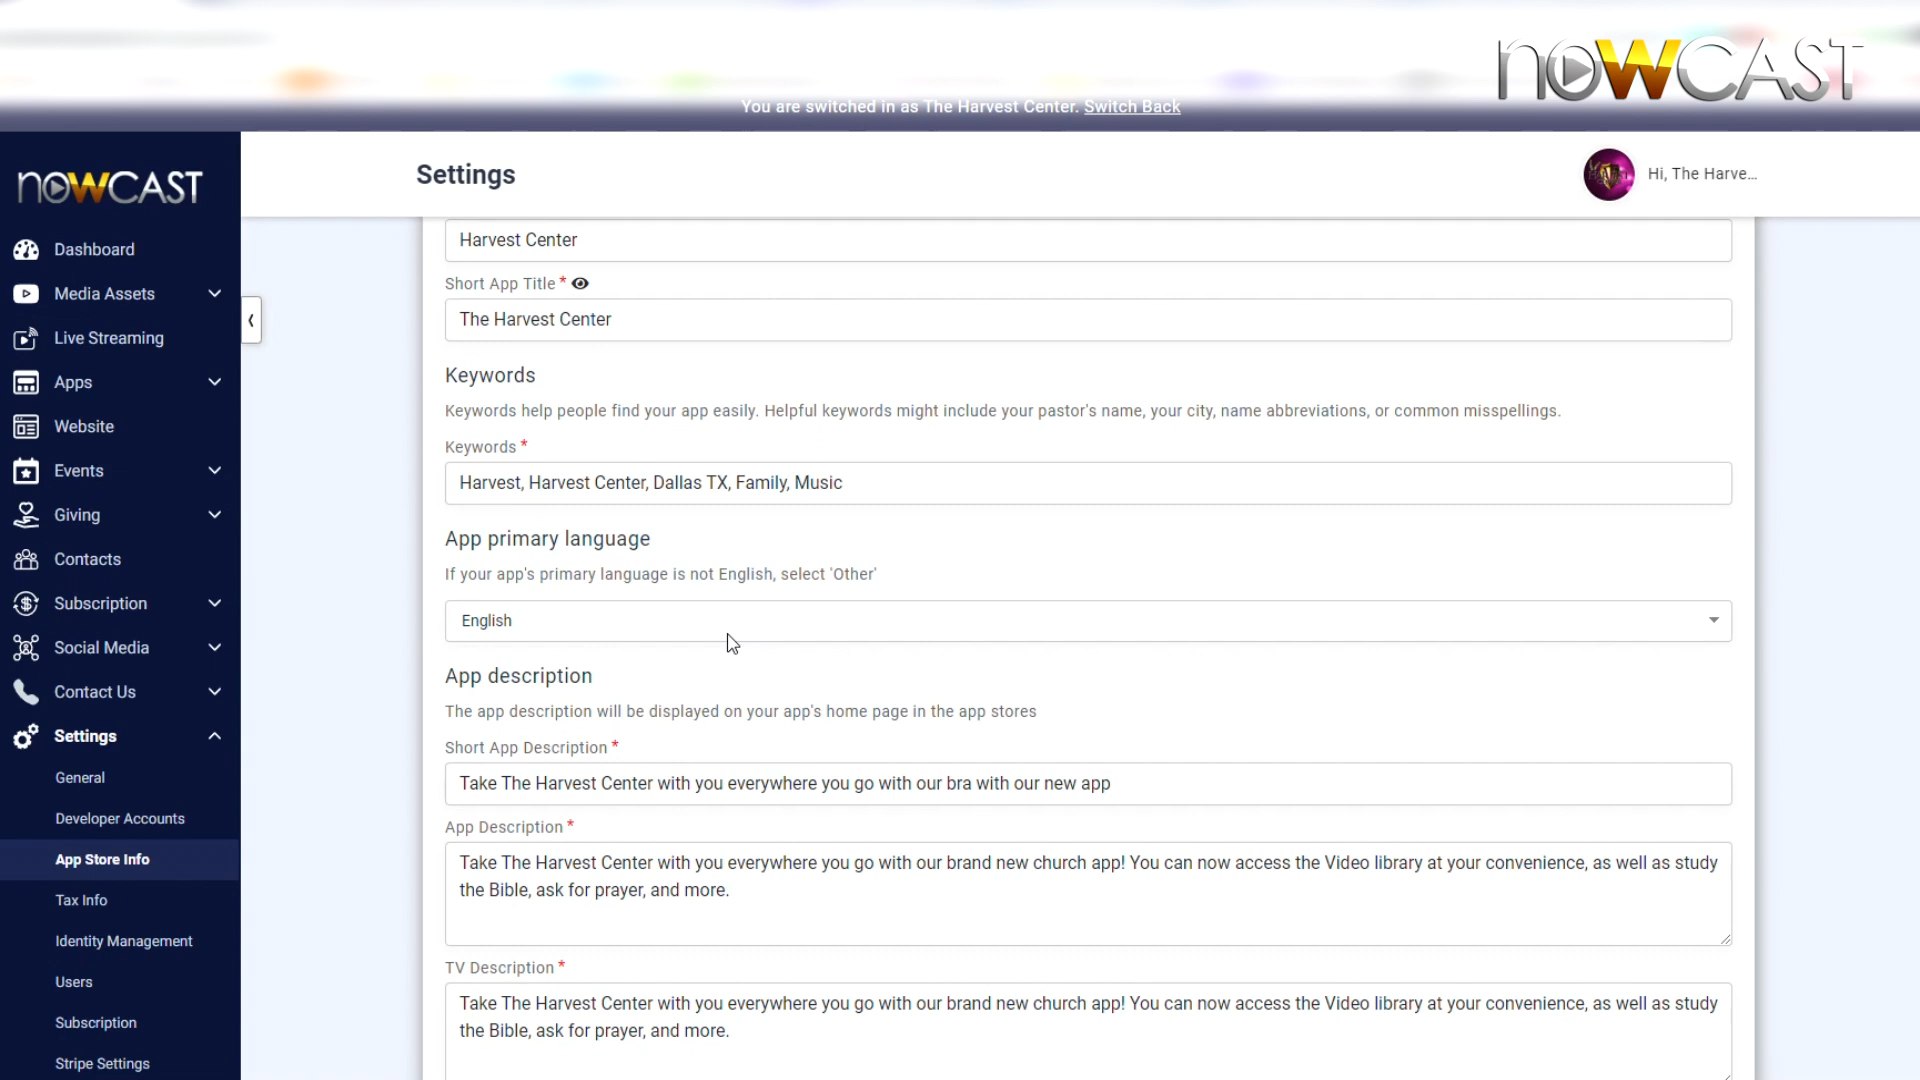 nowCAST
You are switched in as The Harvest Center. Switch Back
nowCAST
Settings
Hi, The Harve...
Dashboard
Media Assets
Live Streaming
Apps
Website
Events
Giving
Contacts
Subscription
Social Media
Contact Us
Settings
General
Developer Accounts
App Store Info
Tax Info
Identity Management
Users
Subscription
Stripe Settings
Harvest Center
Short App Title *
The Harvest Center
Keywords
Keywords help people find your app easily. Helpful keywords might include your pastor's name, your city, name abbreviations, or common misspellings.
Keywords *
Harvest, Harvest Center, Dallas TX, Family, Music
App primary language
If your app's primary language is not English, select 'Other'
English
App description
The app description will be displayed on your app's home page in the app stores
Short App Description *
Take The Harvest Center with you everywhere you go with our bra with our new app
App Description *
Take The Harvest Center with you everywhere you go with our brand new church app! You can now access the Video library at your convenience, as well as study
the Bible, ask for prayer, and more.
TV Description *
Take The Harvest Center with you everywhere you go with our brand new church app! You can now access the Video library at your convenience, as well as study
the Bible, ask for prayer, and more.